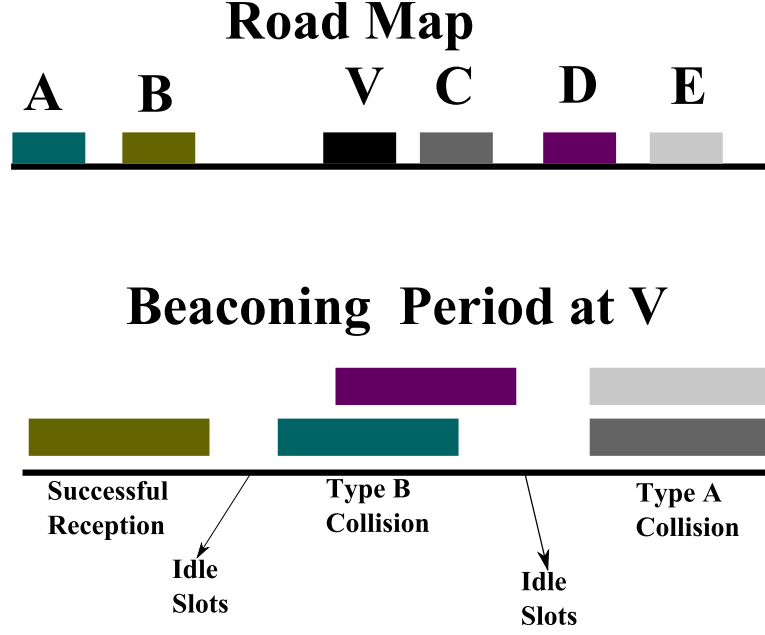 Road Map
A B V C D E
Beaconing Period at V
Successful
Reception
Type B
Collision
Type A
Collision
Idle
Slots
Idle
Slots